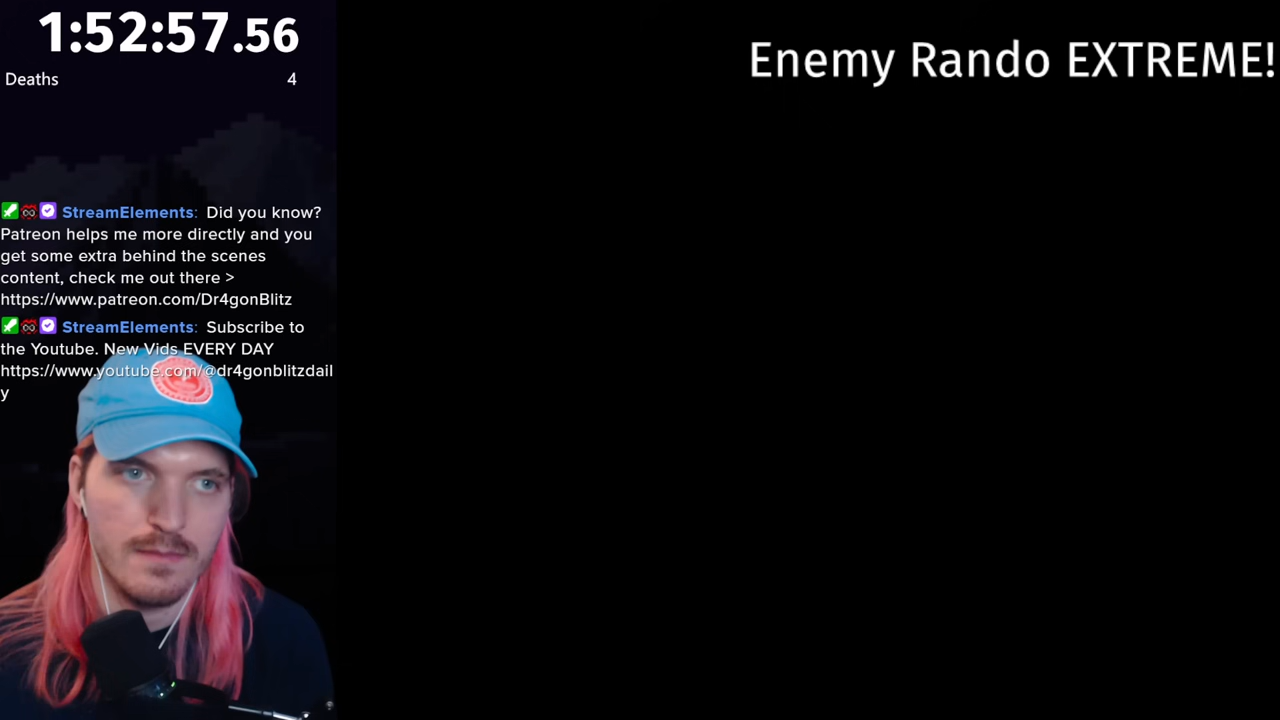 1:52:57.56
Deaths 4
Enemy Rando EXTREME!
StreamElements: Did you know?
Patreon helps me more directly and you
get some extra behind the scenes
content, check me out there >
https://www.patreon.com/Dr4gonBlitz
StreamElements: Subscribe to
the Youtube. New Vids EVERY DAY
https://www.youtube.com/@dr4gonblitzdail
y